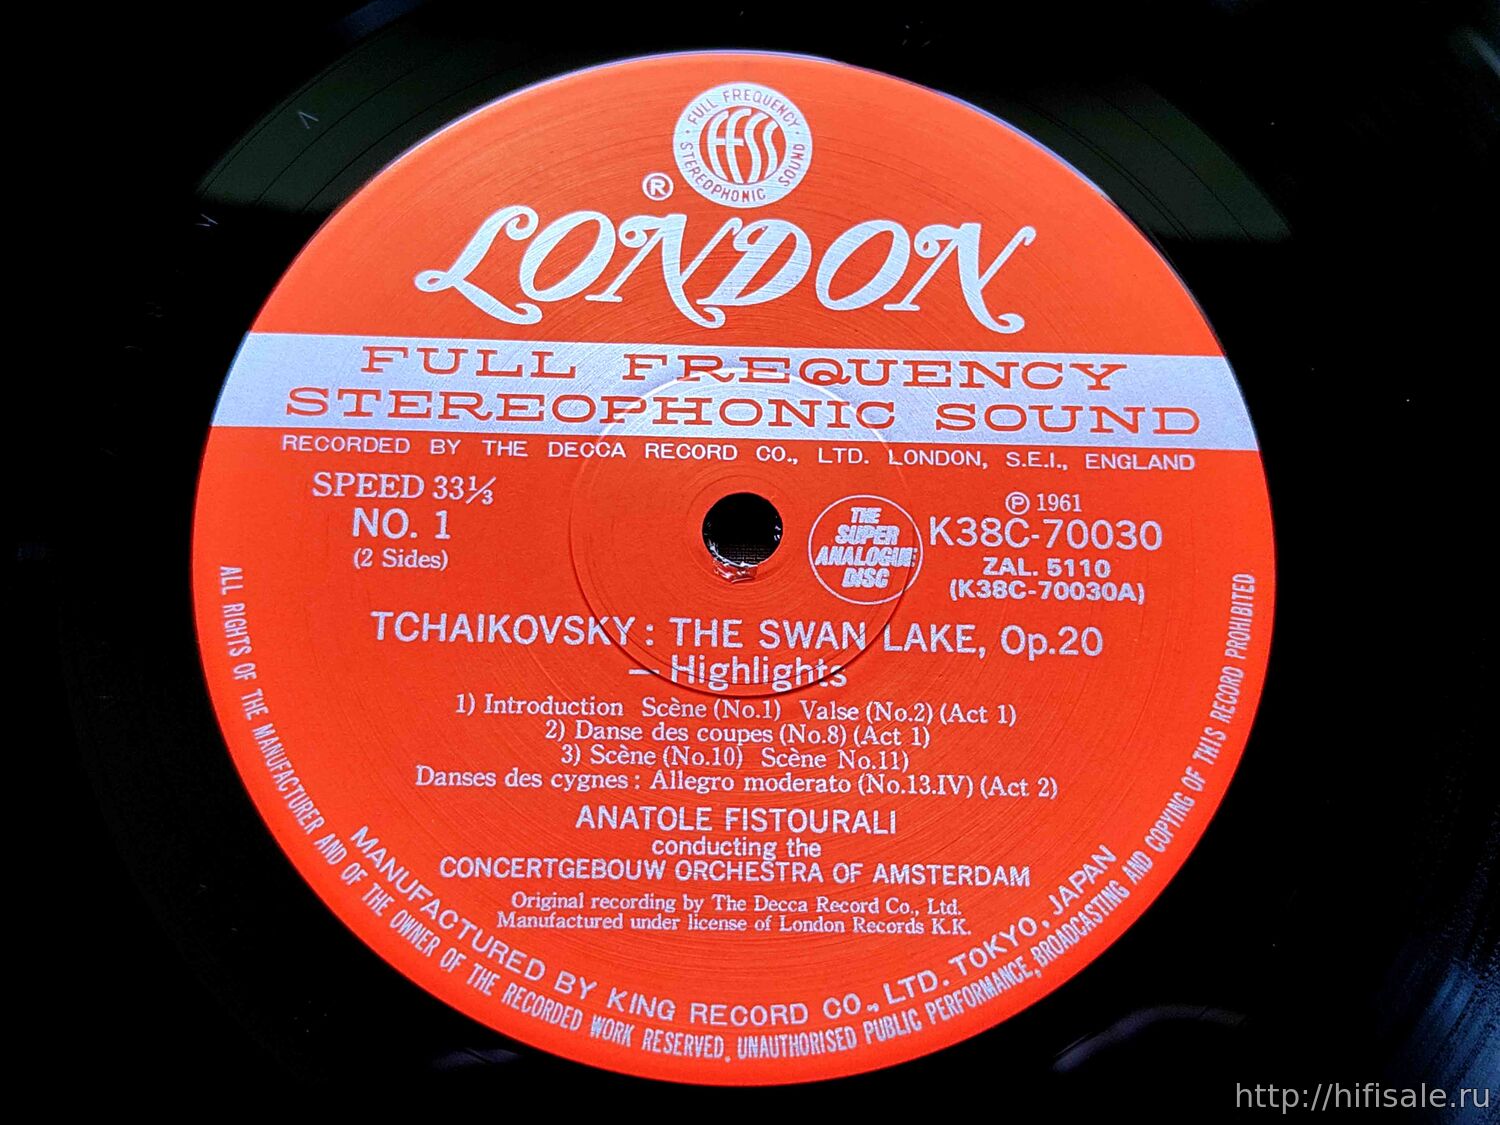 · FULL FREQUENCY ·
STEREOPHONIC SOUND
FFSS
® LONDON
FULL FREQUENCY
STEREOPHONIC SOUND
RECORDED BY THE DECCA RECORD CO., LTD. LONDON, S.E.I., ENGLAND
SPEED 33⅓
NO. 1
(2 Sides)
THE
SUPER
ANALOGUE
DISC
Ⓟ 1961
K38C-70030
ZAL. 5110
(K38C-70030A)
TCHAIKOVSKY : THE SWAN LAKE, Op.20
— Highlights
1) Introduction Scène (No.1) Valse (No.2) (Act 1)
2) Danse des coupes (No.8) (Act 1)
3) Scène (No.10) Scène No.11)
Danses des cygnes : Allegro moderato (No.13.IV) (Act 2)
ANATOLE FISTOURALI
conducting the
CONCERTGEBOUW ORCHESTRA OF AMSTERDAM
Original recording by The Decca Record Co., Ltd.
Manufactured under license of London Records K.K.
MANUFACTURED BY KING RECORD CO., LTD. TOKYO, JAPAN
ALL RIGHTS OF THE MANUFACTURER AND OF THE OWNER OF THE RECORDED WORK RESERVED. UNAUTHORISED PUBLIC PERFORMANCE, BROADCASTING AND COPYING OF THIS RECORD PROHIBITED
http://hifisale.ru